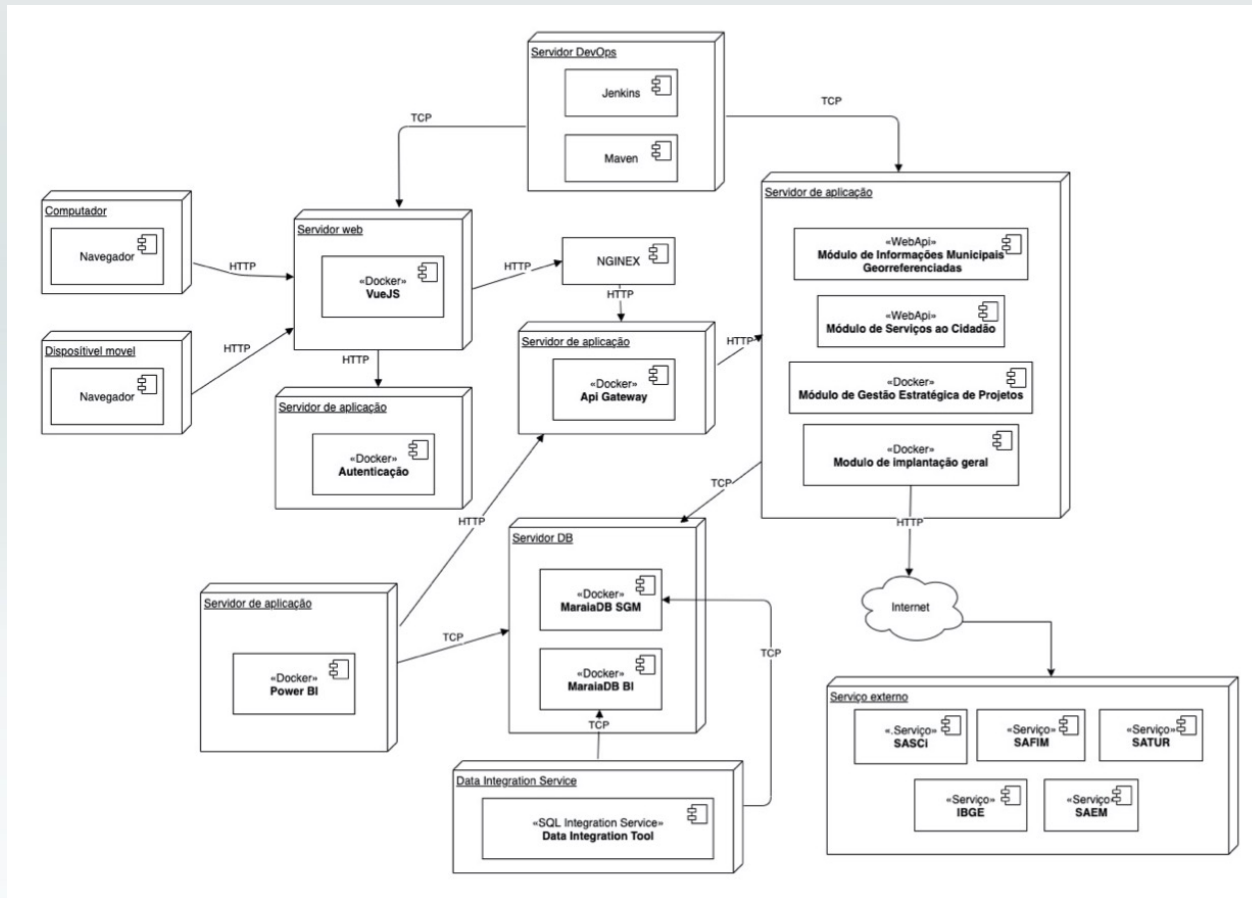 Servidor DevOps
Jenkins
Maven
TCP
TCP
Computador
Navegador
HTTP
Dispositivel movel
Navegador
HTTP
Servidor web
«Docker»
VueJS
HTTP
NGINEX
HTTP
HTTP
Servidor de aplicação
«Docker»
Autenticação
Servidor de aplicação
«Docker»
Api Gateway
HTTP
Servidor de aplicação
«WebApi»
Módulo de Informações Municipais
Georreferenciadas
«WebApi»
Módulo de Serviços ao Cidadão
«Docker»
Módulo de Gestão Estratégica de Projetos
«Docker»
Modulo de implantação geral
TCP
HTTP
HTTP
Servidor DB
«Docker»
MaraiaDB SGM
«Docker»
MaraiaDB BI
TCP
TCP
Servidor de aplicação
«Docker»
Power BI
TCP
Data Integration Service
«SQL Integration Service»
Data Integration Tool
Internet
Serviço externo
«.Serviço»
SASCi
«Serviço»
SAFIM
«Serviço»
SATUR
«Serviço»
IBGE
«Serviço»
SAEM